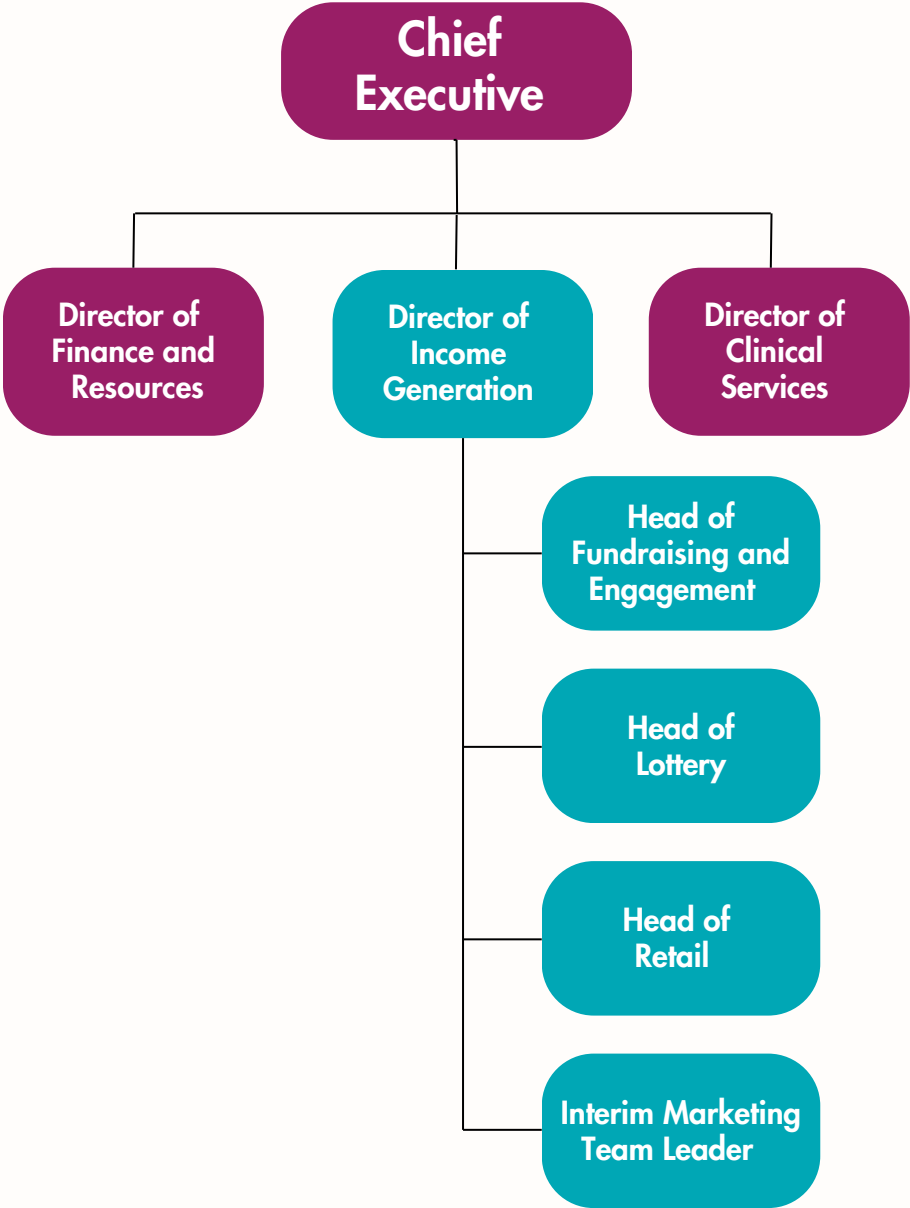 Chief
Executive
Director of
Finance and
Resources
Director of
Income
Generation
Director of
Clinical
Services
Head of
Fundraising and
Engagement
Head of
Lottery
Head of
Retail
Interim Marketing
Team Leader